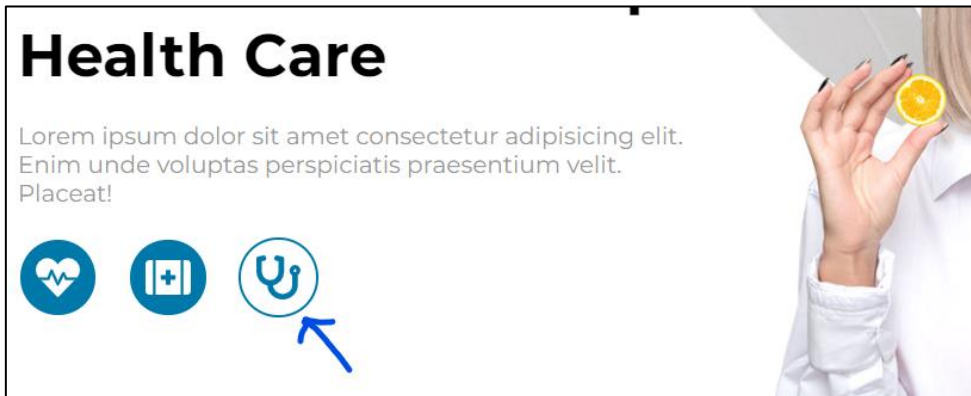 Health Care
Lorem ipsum dolor sit amet consectetur adipisicing elit.
Enim unde voluptas perspiciatis praesentium velit.
Placeat!